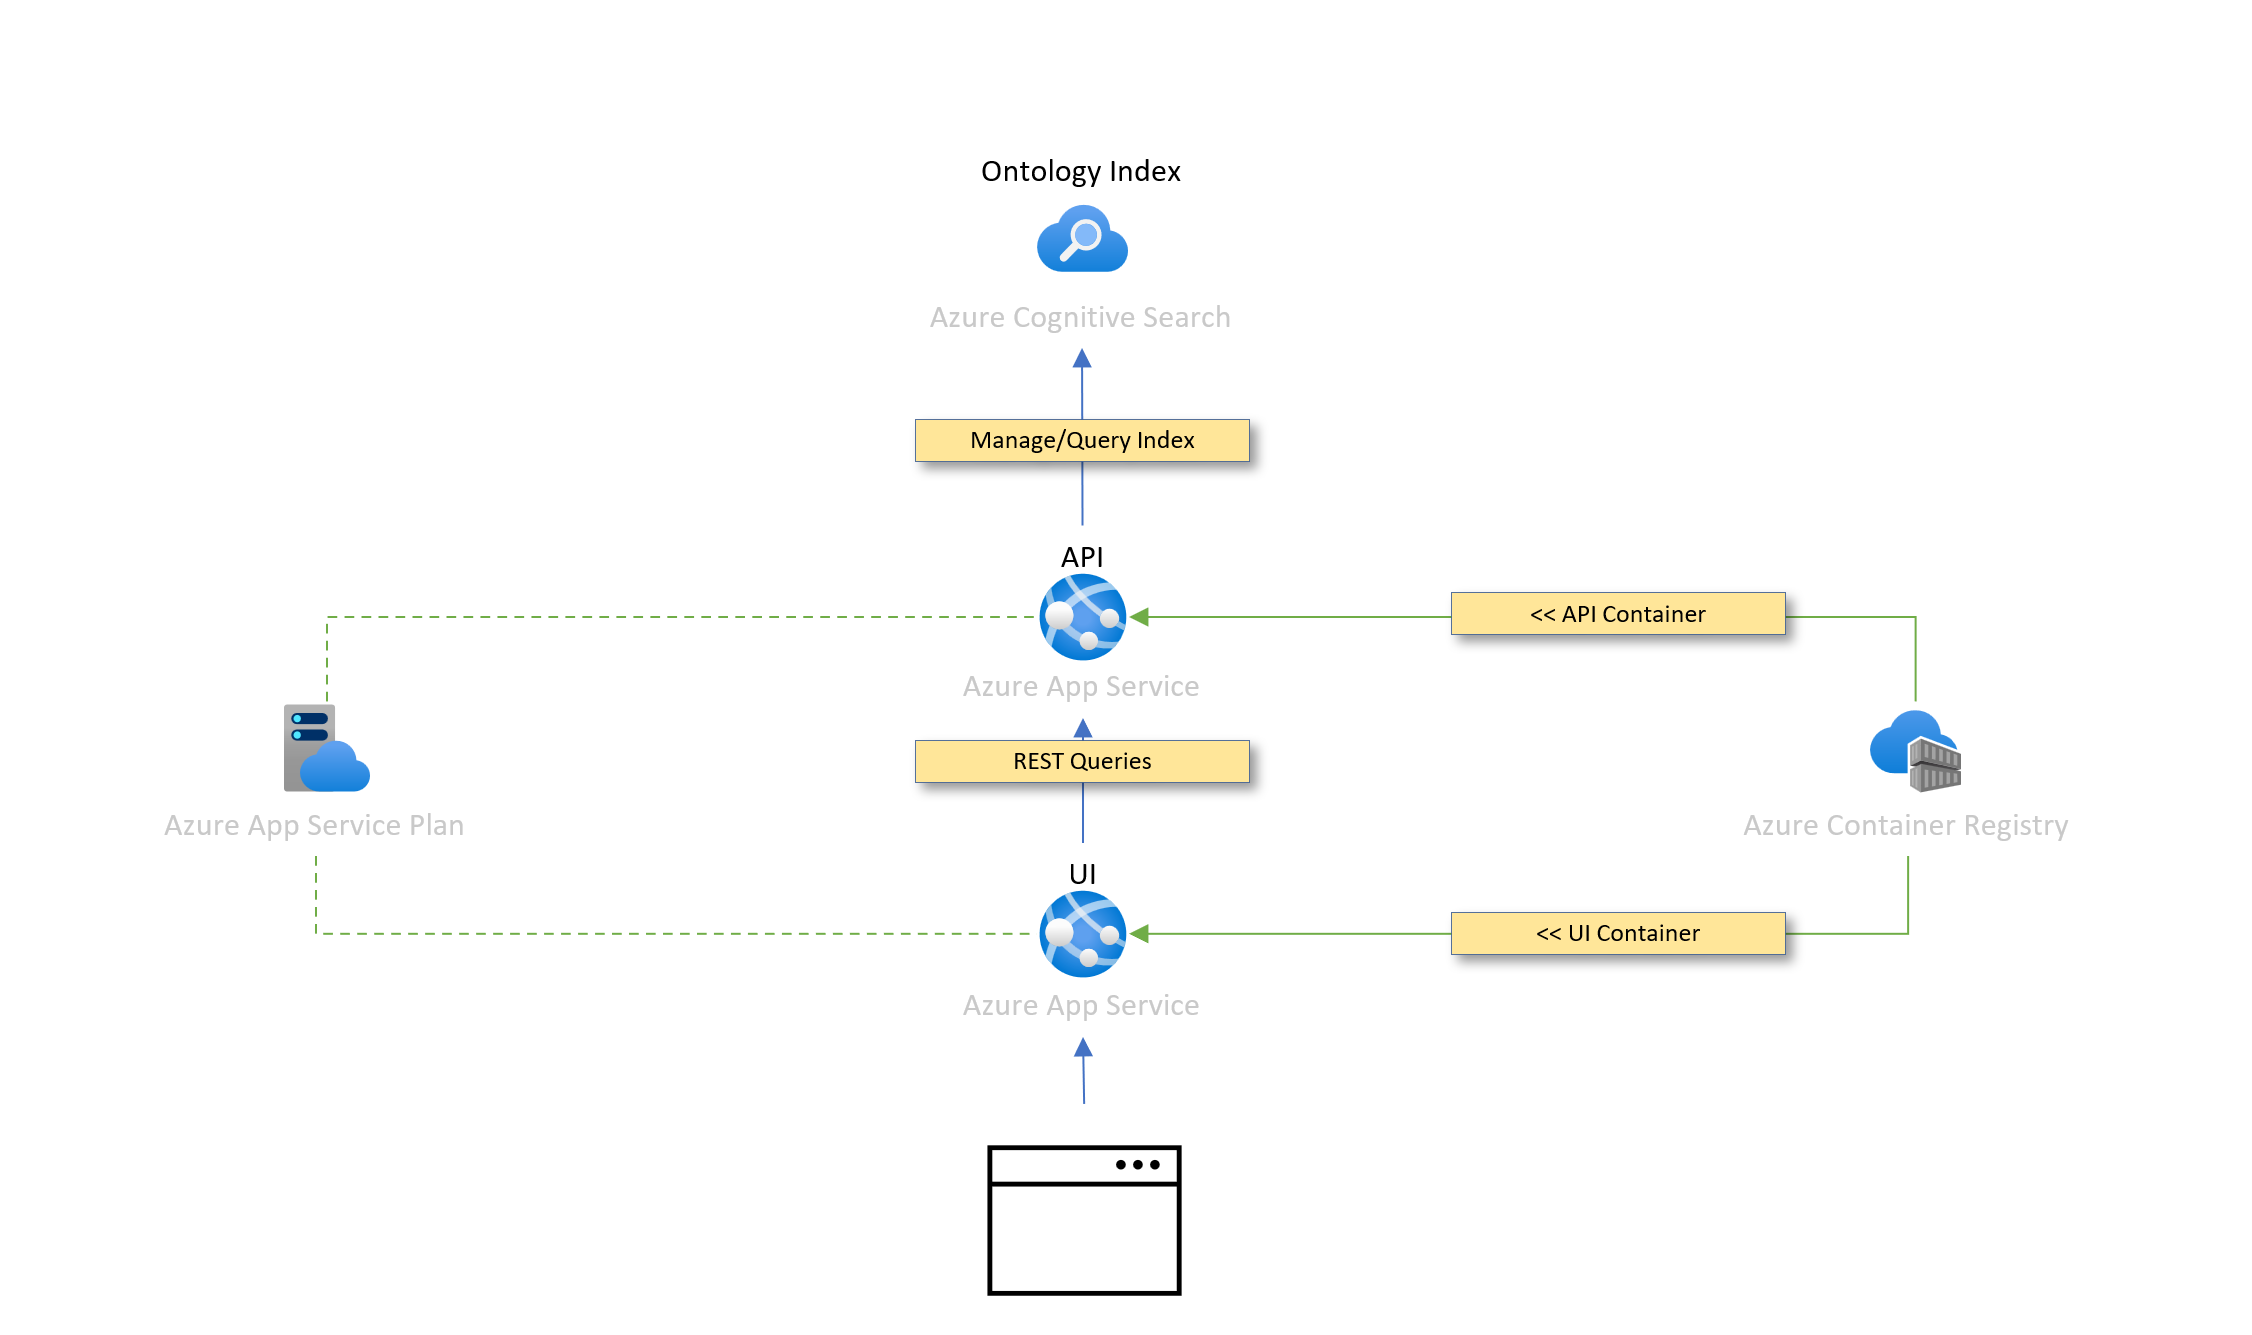 Ontology Index
Azure Cognitive Search
Manage/Query Index
API
<< API Container
Azure App Service
REST Queries
Azure App Service Plan
Azure Container Registry
UI
<< UI Container
Azure App Service